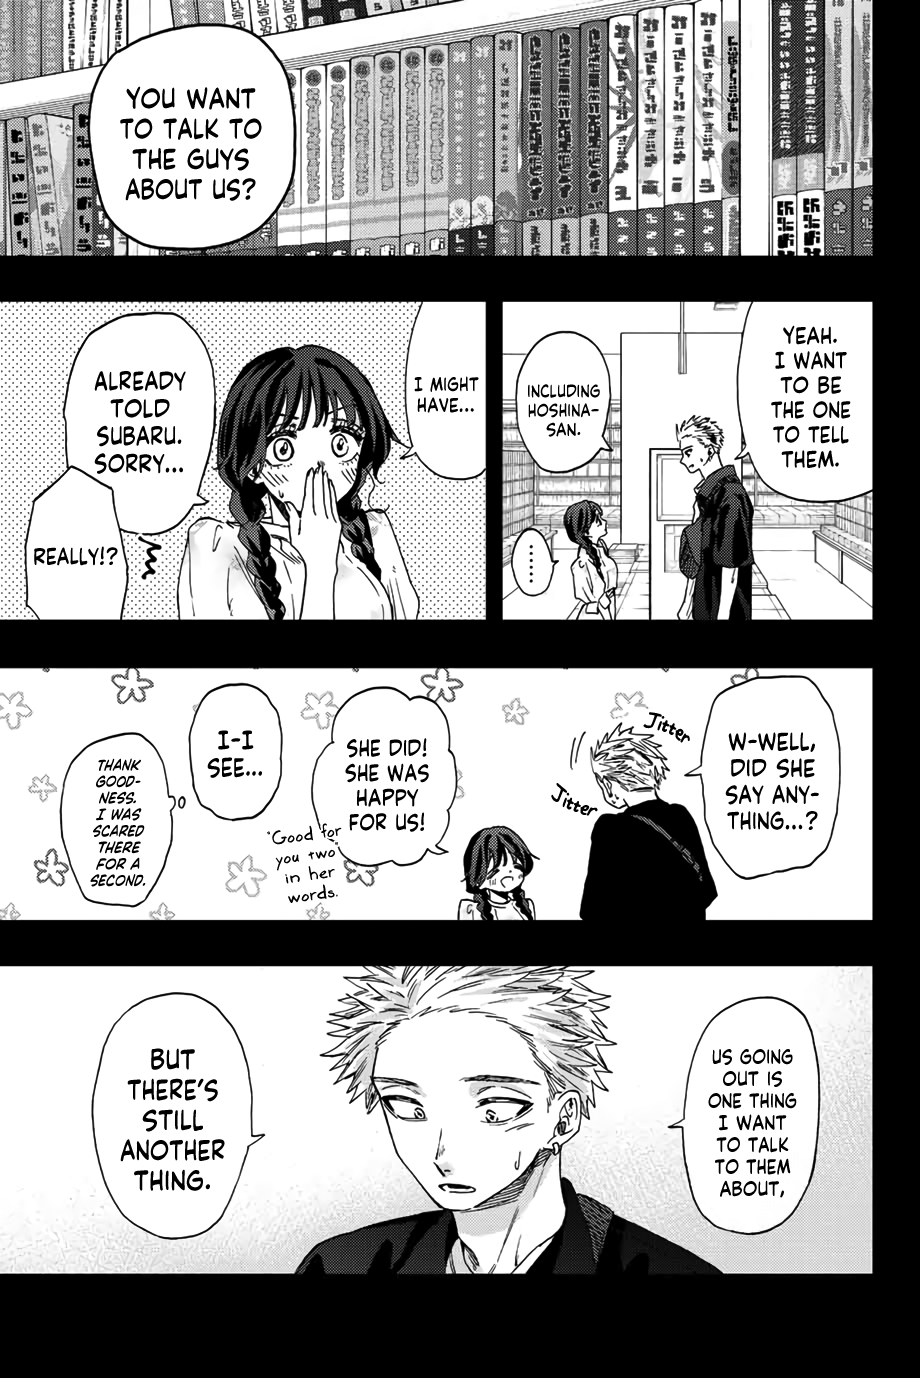 YOU WANT
TO TALK TO
THE GUYS
ABOUT US?
YEAH.
I WANT
TO BE
THE ONE
TO TELL
THEM.
INCLUDING
HOSHINA-
SAN.
......
I MIGHT
HAVE...
ALREADY
TOLD
SUBARU.
SORRY...
REALLY!?
W-WELL,
DID SHE
SAY ANY-
THING...?
Jitter
Jitter
SHE DID!
SHE WAS
HAPPY
FOR US!
*Good for
you two
in her
words.
I-I
SEE...
THANK
GOOD-
NESS.
I WAS
SCARED
THERE
FOR A
SECOND.
US GOING
OUT IS
ONE THING
I WANT
TO TALK
TO THEM
ABOUT,
BUT
THERE'S
STILL
ANOTHER
THING.